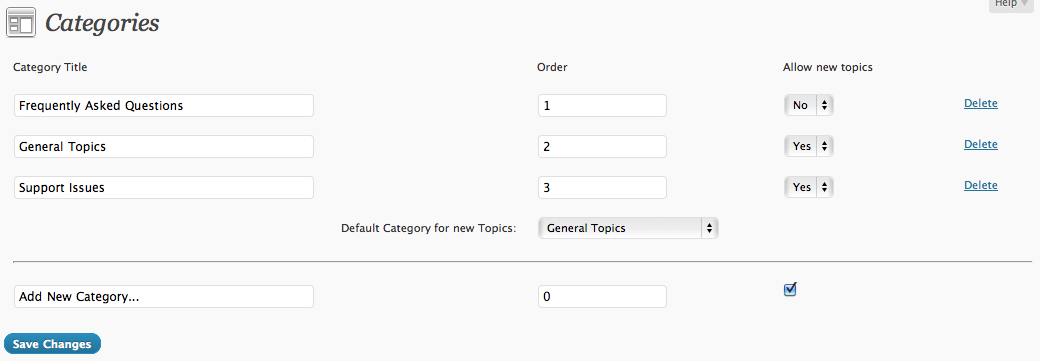 Help
Categories
Category Title Order Allow new topics
Frequently Asked Questions 1 No Delete
General Topics 2 Yes Delete
Support Issues 3 Yes Delete
Default Category for new Topics: General Topics
Add New Category... 0
Save Changes